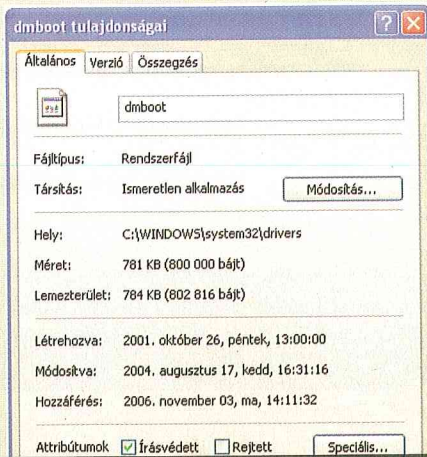 dmboot tulajdonságai
Általános Verzió Összegzés
dmboot
Fájltípus: Rendszerfájl
Társítás: Ismeretlen alkalmazás Módosítás...
Hely: C:\WINDOWS\system32\drivers
Méret: 781 KB (800 000 bájt)
Lemezterület: 784 KB (802 816 bájt)
Létrehozva: 2001. október 26, péntek, 13:00:00
Módosítva: 2004. augusztus 17, kedd, 16:31:16
Hozzáférés: 2006. november 03, ma, 14:11:32
Attribútumok Írásvédett Rejtett Speciális...